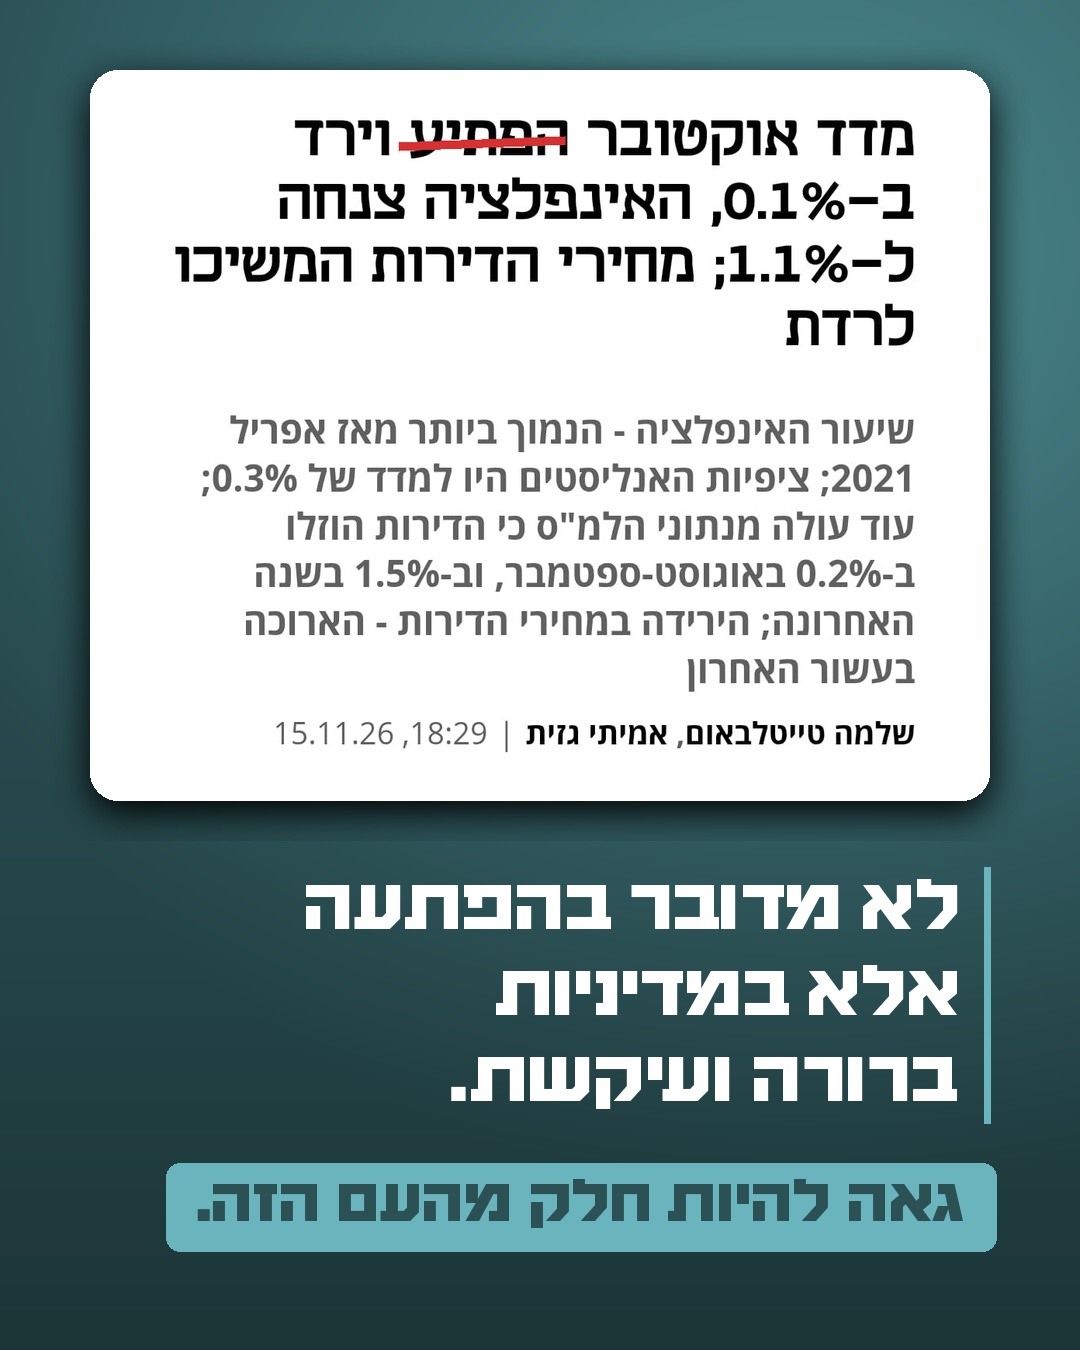 מדד אוקטובר הפתיע וירד
ב–0.1%, האינפלציה צנחה
ל–1.1%; מחירי הדירות המשיכו
לרדת
שיעור האינפלציה - הנמוך ביותר מאז אפריל
2021; ציפיות האנליסטים היו למדד של 0.3%;
עוד עולה מנתוני הלמ"ס כי הדירות הוזלו
ב-0.2% באוגוסט-ספטמבר, וב-1.5% בשנה
האחרונה; הירידה במחירי הדירות - הארוכה
בעשור האחרון
שלמה טייטלבאום, אמיתי גזית | 18:29, 15.11.26
לא מדובר בהפתעה
אלא במדיניות
ברורה ועיקשת.
גאה להיות חלק מהעם הזה.